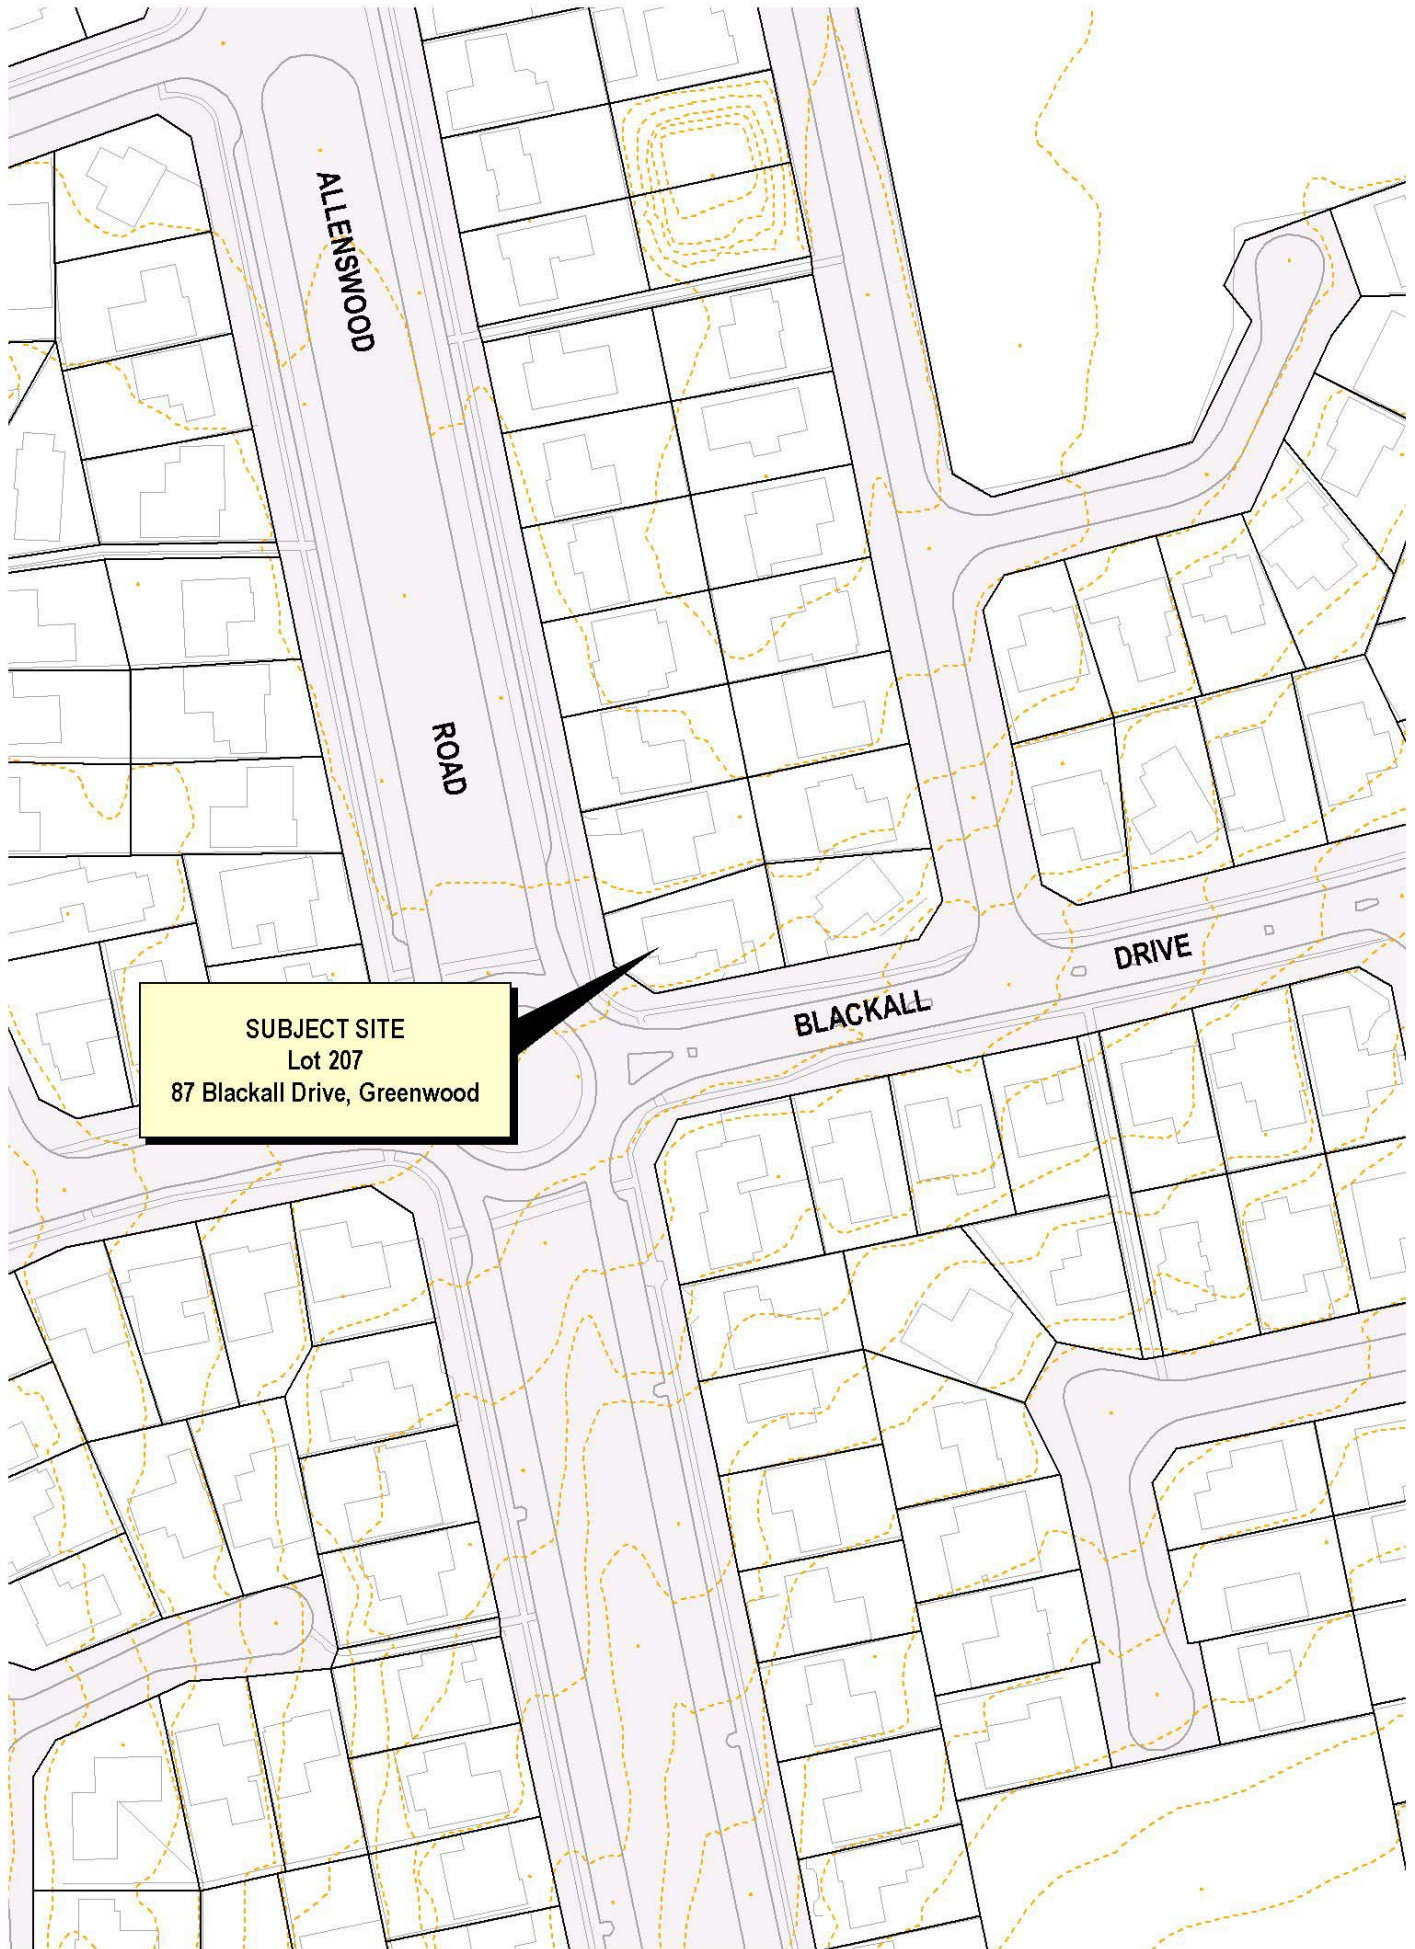 ALLENSWOOD
ROAD
DRIVE
BLACKALL
SUBJECT SITE
Lot 207
87 Blackall Drive, Greenwood